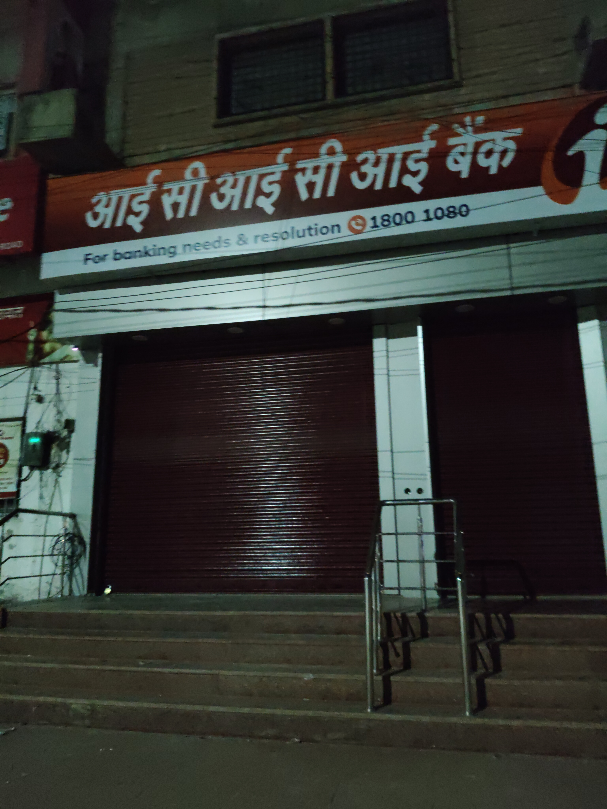 आई सी आई सी आई बैंक
For banking needs & resolution 1800 1080